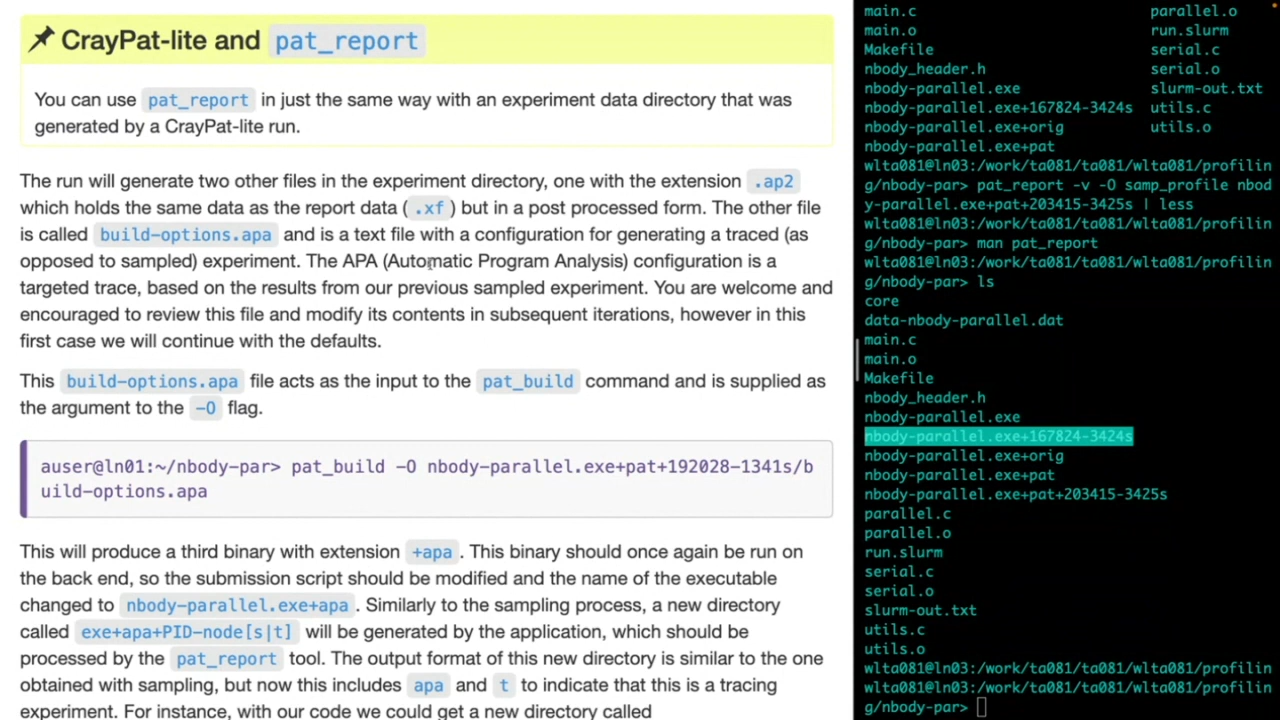 CrayPat-lite and pat_report
You can use pat_report in just the same way with an experiment data directory that was
generated by a CrayPat-lite run.
The run will generate two other files in the experiment directory, one with the extension .ap2
which holds the same data as the report data ( .xf ) but in a post processed form. The other file
is called build-options.apa and is a text file with a configuration for generating a traced (as
opposed to sampled) experiment. The APA (Automatic Program Analysis) configuration is a
targeted trace, based on the results from our previous sampled experiment. You are welcome and
encouraged to review this file and modify its contents in subsequent iterations, however in this
first case we will continue with the defaults.
This build-options.apa file acts as the input to the pat_build command and is supplied as
the argument to the -O flag.
auser@ln01:~/nbody-par> pat_build -O nbody-parallel.exe+pat+192028-1341s/b
uild-options.apa
This will produce a third binary with extension +apa . This binary should once again be run on
the back end, so the submission script should be modified and the name of the executable
changed to nbody-parallel.exe+apa . Similarly to the sampling process, a new directory
called exe+apa+PID-node[s|t] will be generated by the application, which should be
processed by the pat_report tool. The output format of this new directory is similar to the one
obtained with sampling, but now this includes apa and t to indicate that this is a tracing
experiment. For instance, with our code we could get a new directory called
main.c parallel.o
main.o run.slurm
Makefile serial.c
nbody_header.h serial.o
nbody-parallel.exe slurm-out.txt
nbody-parallel.exe+167824-3424s utils.c
nbody-parallel.exe+orig utils.o
nbody-parallel.exe+pat
wlta081@ln03:/work/ta081/ta081/wlta081/profilin
g/nbody-par> pat_report -v -O samp_profile nbod
y-parallel.exe+pat+203415-3425s | less
wlta081@ln03:/work/ta081/ta081/wlta081/profilin
g/nbody-par> man pat_report
wlta081@ln03:/work/ta081/ta081/wlta081/profilin
g/nbody-par> ls
core
data-nbody-parallel.dat
main.c
main.o
Makefile
nbody_header.h
nbody-parallel.exe
nbody-parallel.exe+167824-3424s
nbody-parallel.exe+orig
nbody-parallel.exe+pat
nbody-parallel.exe+pat+203415-3425s
parallel.c
parallel.o
run.slurm
serial.c
serial.o
slurm-out.txt
utils.c
utils.o
wlta081@ln03:/work/ta081/ta081/wlta081/profilin
wlta081@ln03:/work/ta081/ta081/wlta081/profilin
g/nbody-par>